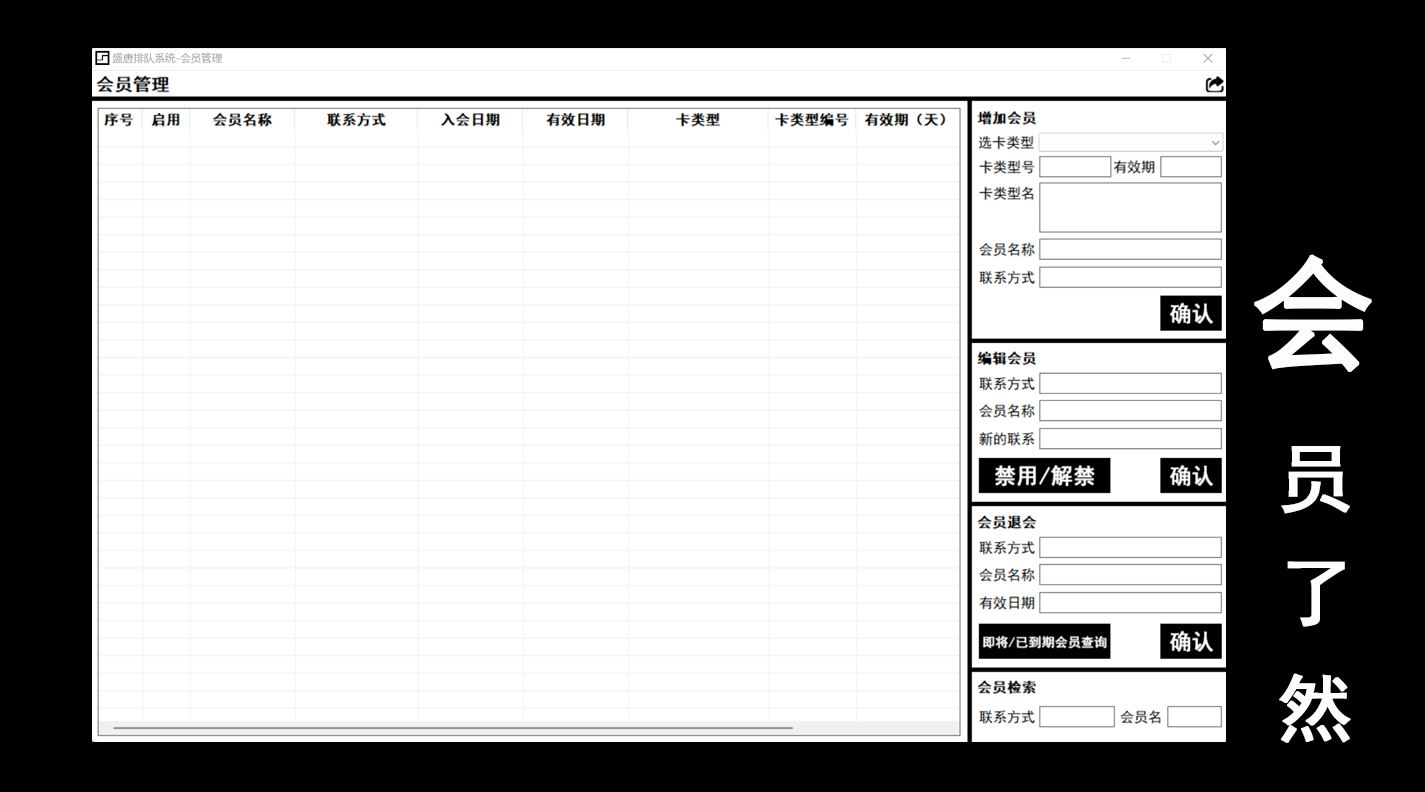 盛唐排队系统-会员管理
会员管理
序号 启用 会员名称 联系方式 入会日期 有效日期 卡类型 卡类型编号 有效期（天）
增加会员
选卡类型
卡类型号 有效期
卡类型名
会员名称
联系方式
确认
编辑会员
联系方式
会员名称
新的联系
禁用/解禁 确认
会员退会
联系方式
会员名称
有效日期
即将/已到期会员查询 确认
会员检索
联系方式 会员名
会
员
了
然